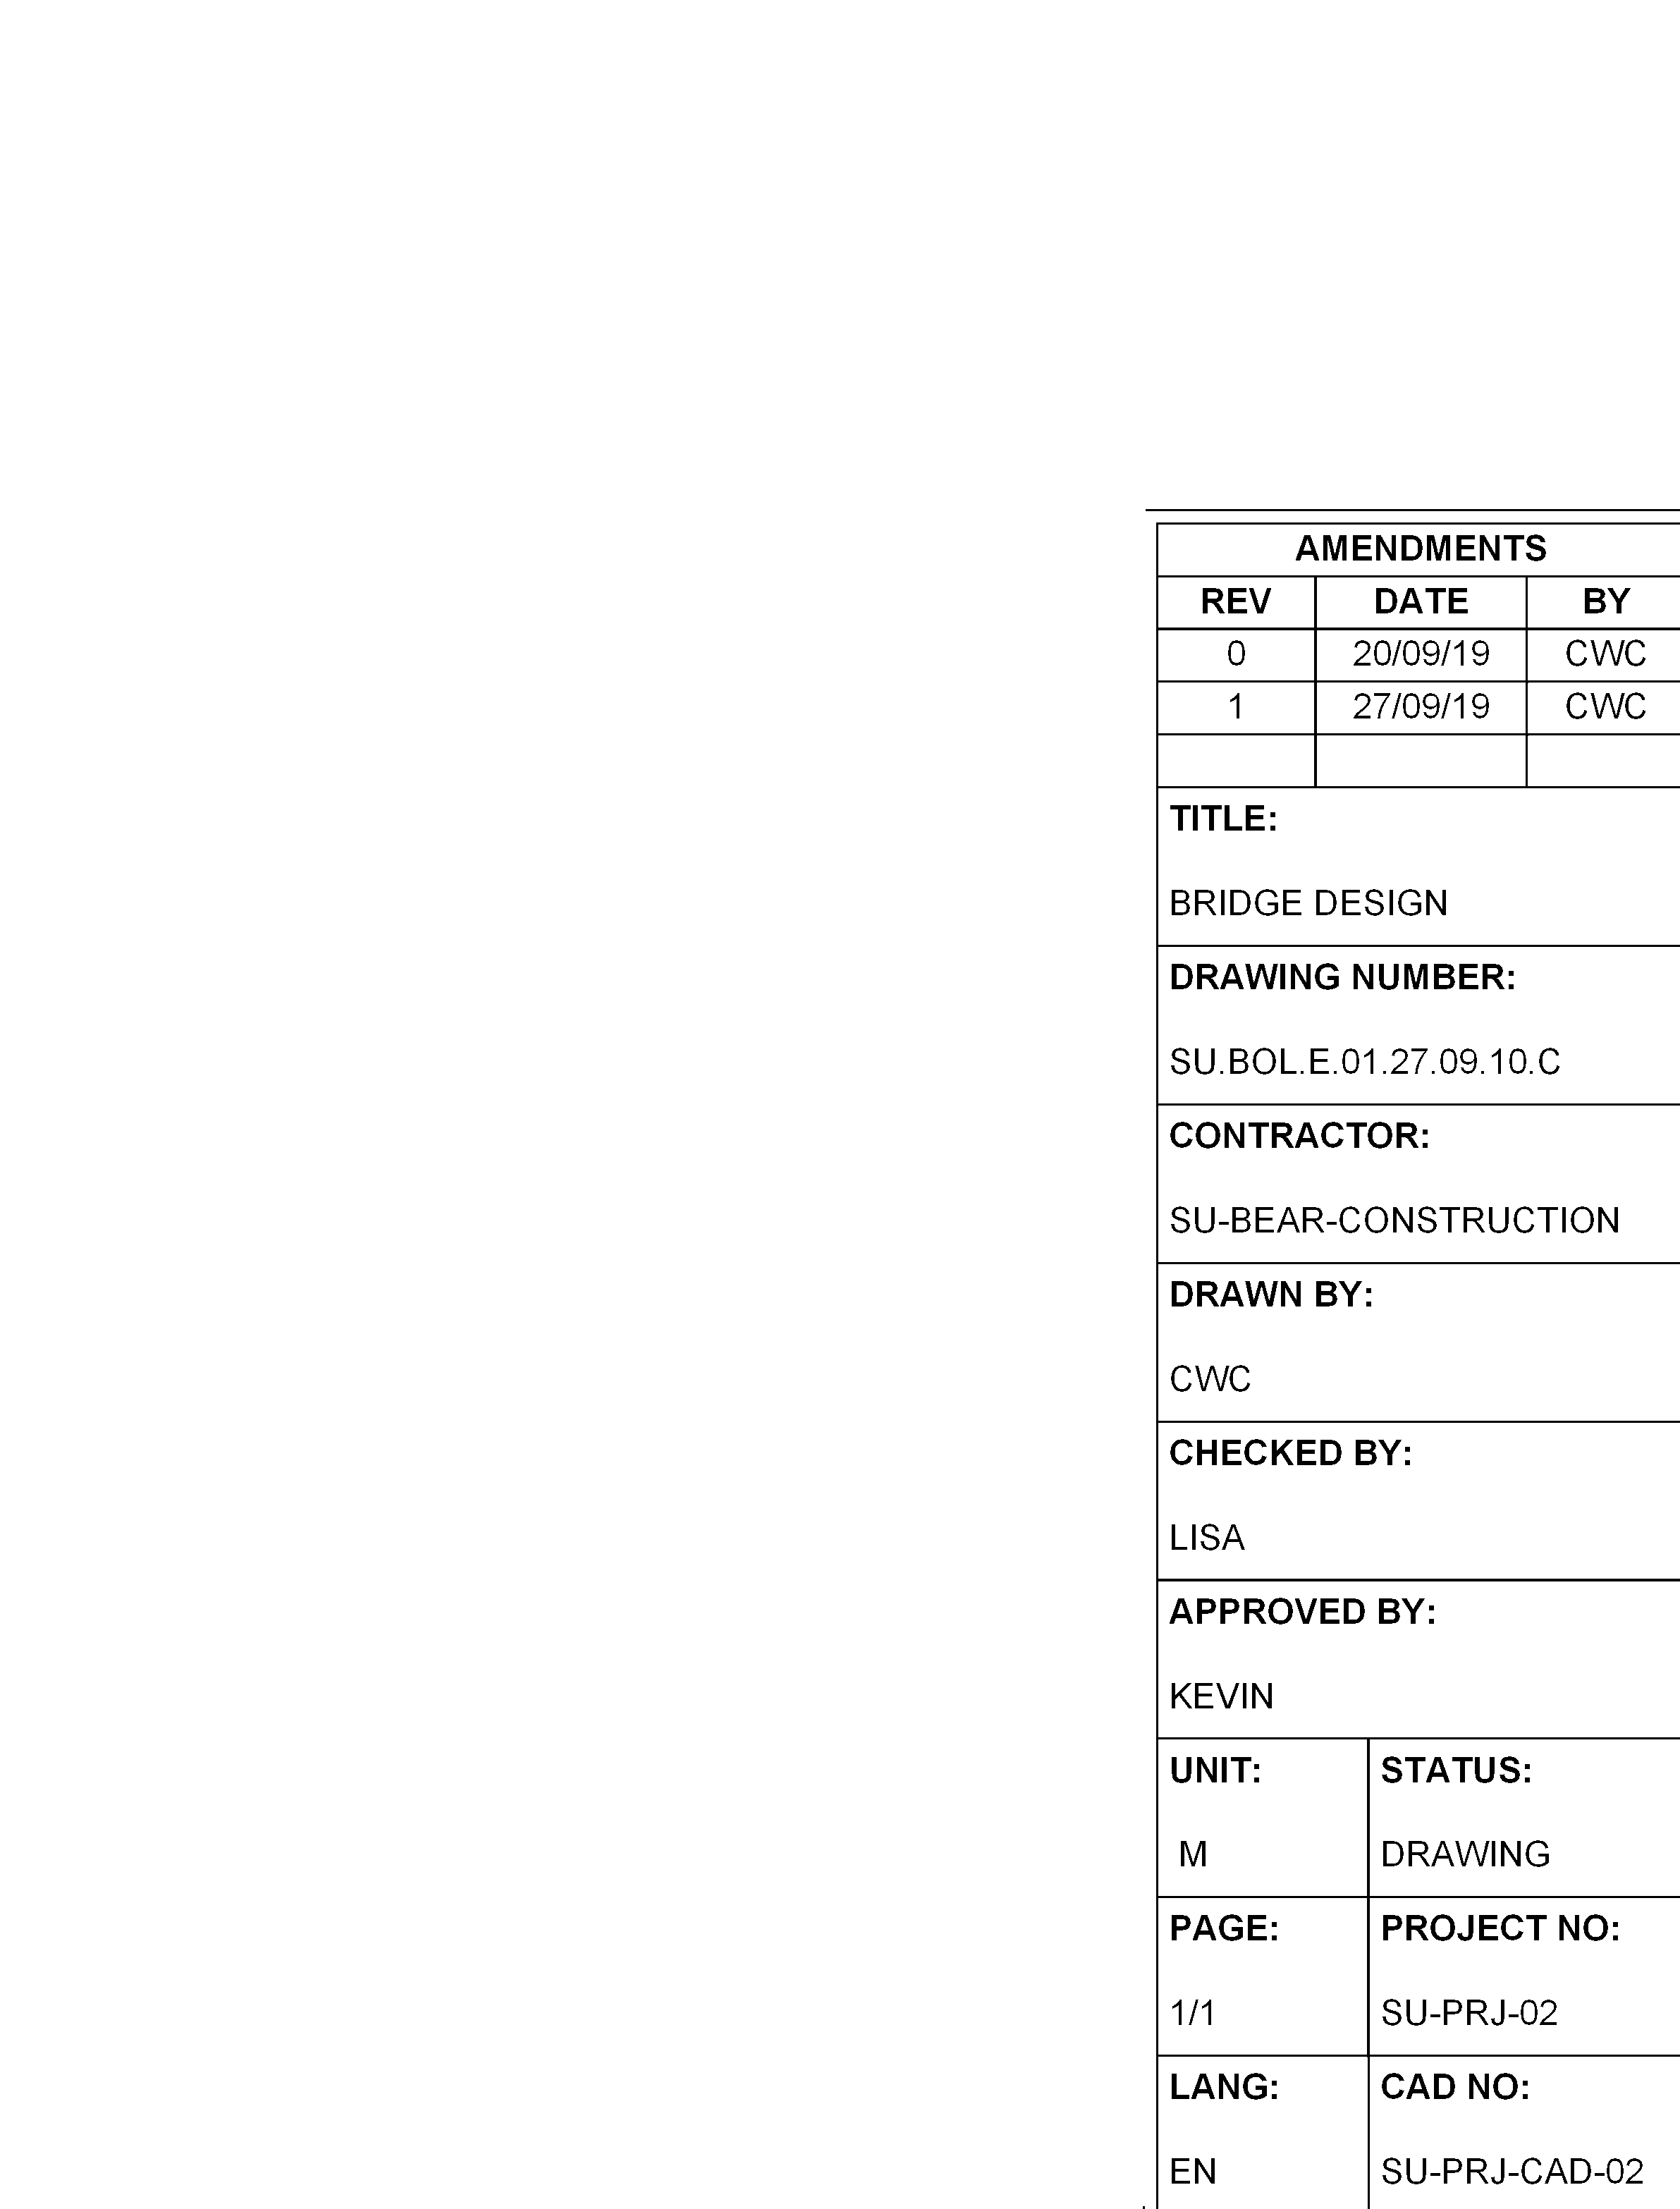 AMENDMENTS
REV DATE BY
0 20/09/19 CWC
1 27/09/19 CWC
TITLE:
BRIDGE DESIGN
DRAWING NUMBER:
SU.BOL.E.01.27.09.10.C
CONTRACTOR:
SU-BEAR-CONSTRUCTION
DRAWN BY:
CWC
CHECKED BY:
LISA
APPROVED BY:
KEVIN
UNIT: STATUS:
M DRAWING
PAGE: PROJECT NO:
1/1 SU-PRJ-02
LANG: CAD NO:
EN SU-PRJ-CAD-02